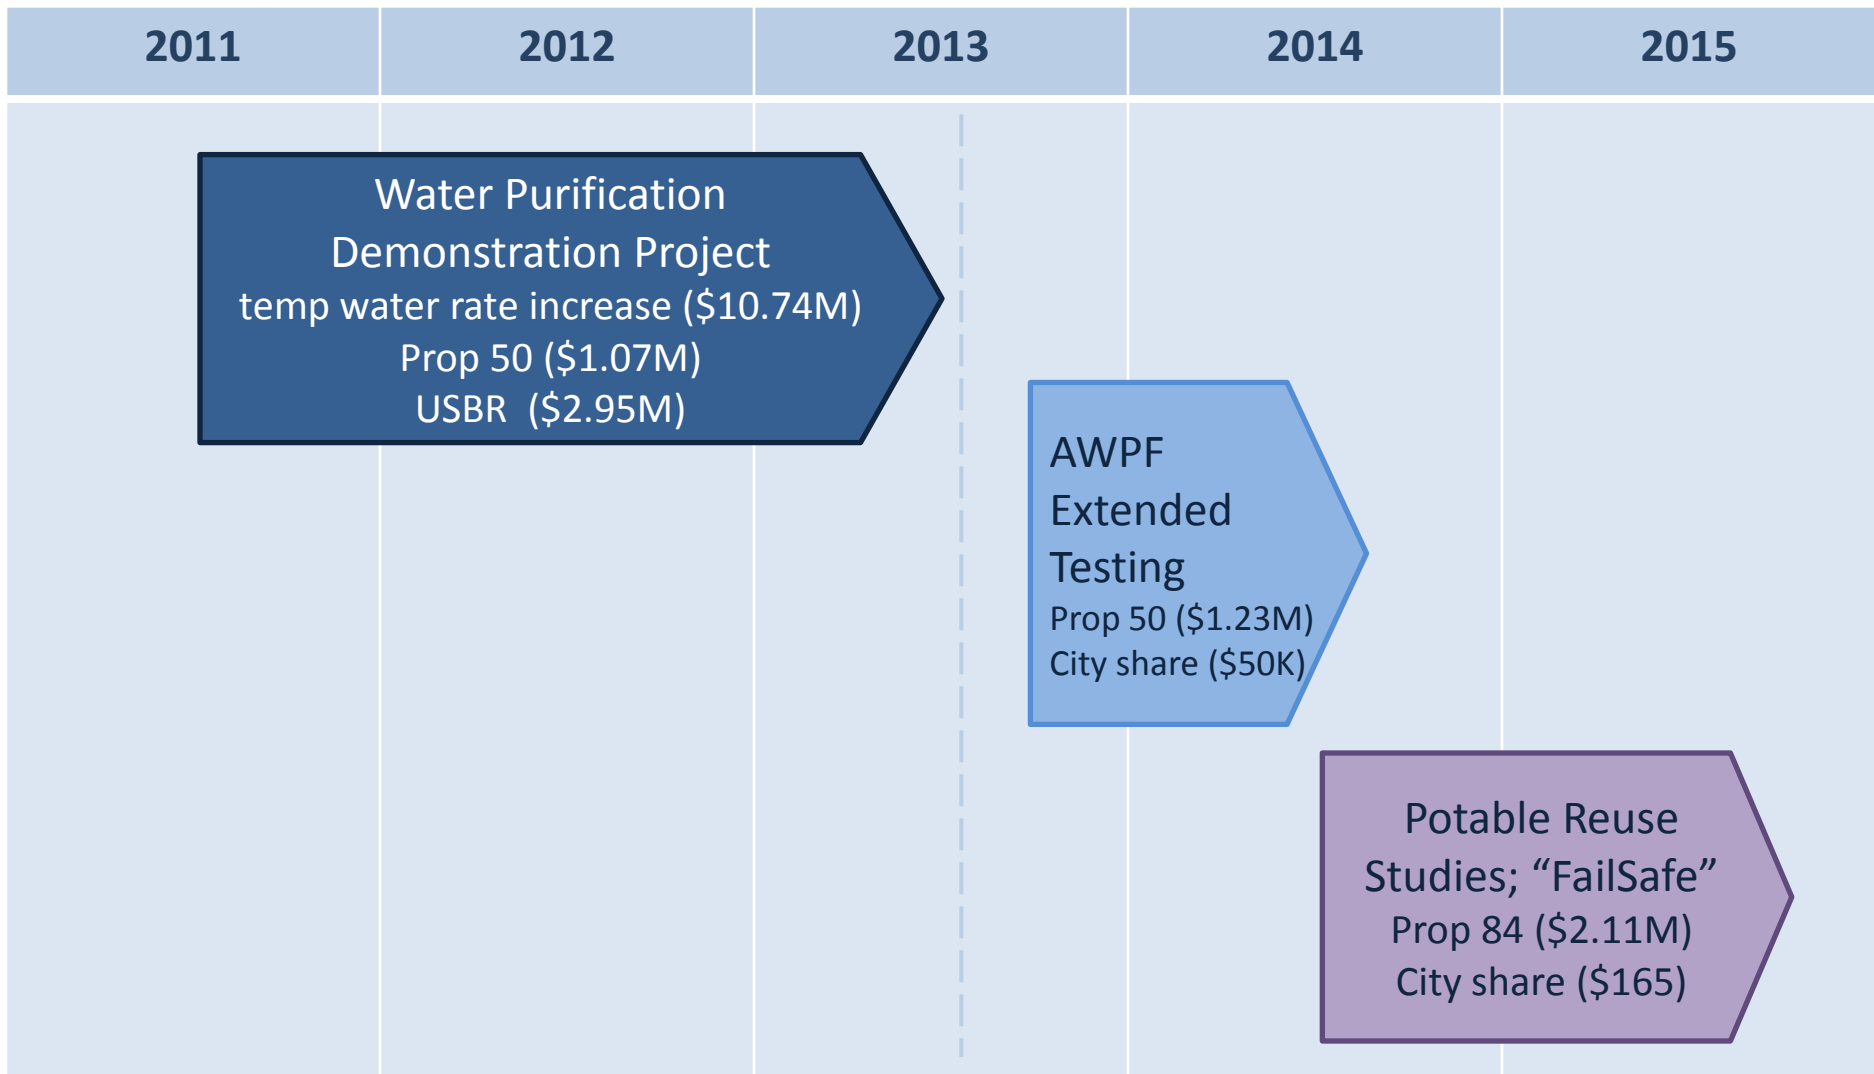 2011 2012 2013 2014 2015
Water Purification
Demonstration Project
temp water rate increase ($10.74M)
Prop 50 ($1.07M)
USBR  ($2.95M)
AWPF
Extended
Testing
Prop 50 ($1.23M)
City share ($50K)
Potable Reuse
Studies; “FailSafe”
Prop 84 ($2.11M)
City share ($165)